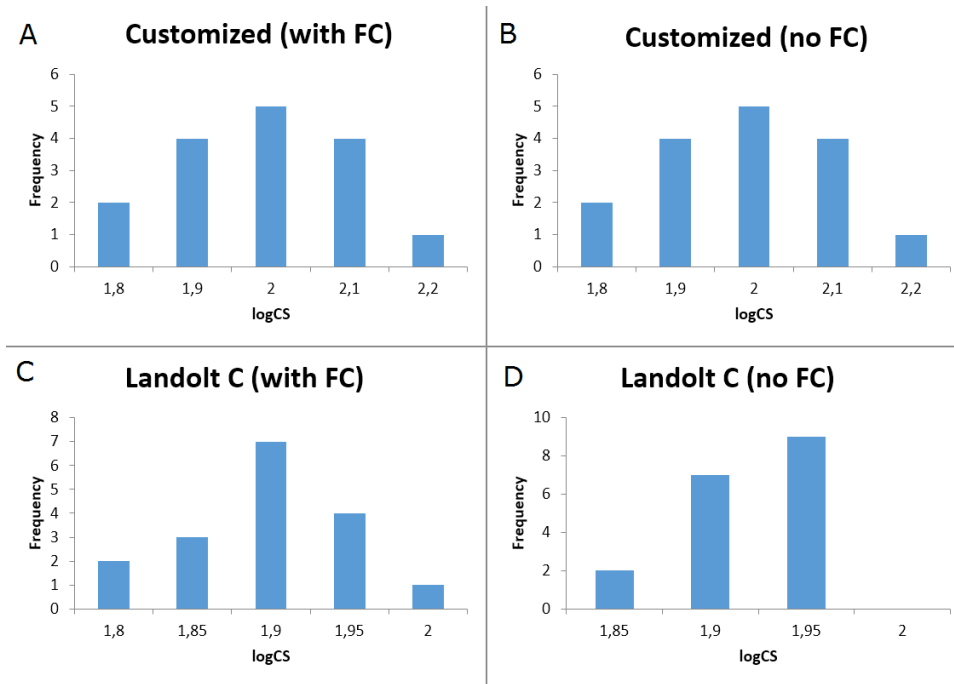 A
Customized (with FC)
6
5
4
3
2
1
0
Frequency
1,8 1,9 2 2,1 2,2
logCS
B
Customized (no FC)
6
5
4
3
2
1
0
Frequency
1,8 1,9 2 2,1 2,2
logCS
C
Landolt C (with FC)
8
7
6
5
4
3
2
1
0
Frequency
1,8 1,85 1,9 1,95 2
logCS
D
Landolt C (no FC)
10
8
6
4
2
0
Frequency
1,85 1,9 1,95 2
logCS